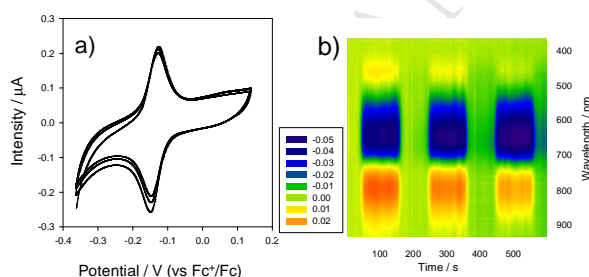 a)
Intensity / µA
0.3
0.2
0.1
0.0
-0.1
-0.2
-0.3
-0.4 -0.3 -0.2 -0.1 0.0 0.1 0.2
Potential / V (vs Fc⁺/Fc)
b)
-0.05
-0.04
-0.03
-0.02
-0.01
0.00
0.01
0.02
400
500
600
700
800
900
Wavelength / nm
100 200 300 400 500
Time / s